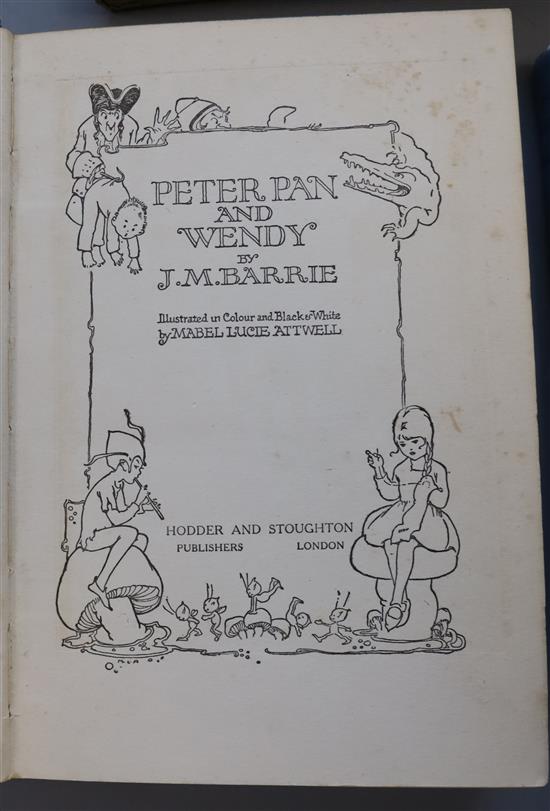 PETER PAN
AND
WENDY
BY
J.M.BARRIE
Illustrated in Colour and Black & White
by MABEL LUCIE ATTWELL
HODDER AND STOUGHTON
PUBLISHERS LONDON